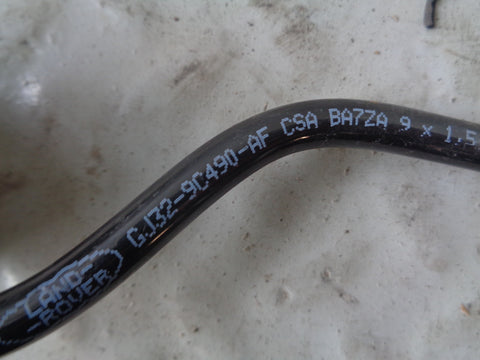 LAND
ROVER
GJ32-9C490-AF CSA BA7ZA 9 x 1.5